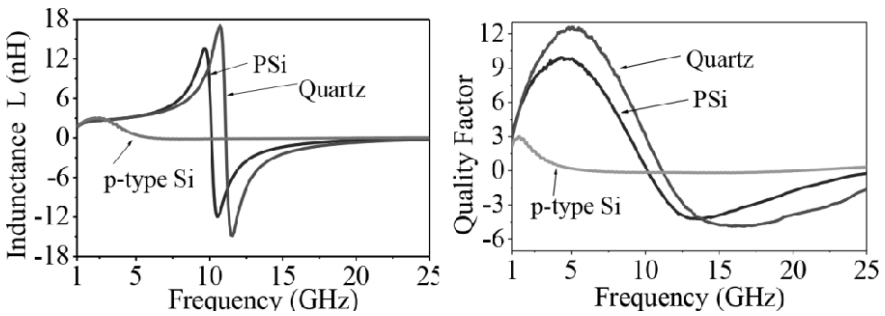 Indunctance L (nH)
18
12
6
0
-6
-12
-18
PSi
Quartz
p-type Si
1
5
10
15
20
25
Frequency (GHz)
Quality Factor
12
9
6
3
0
-3
-6
Quartz
PSi
p-type Si
1
5
10
15
20
25
Frequency (GHz)